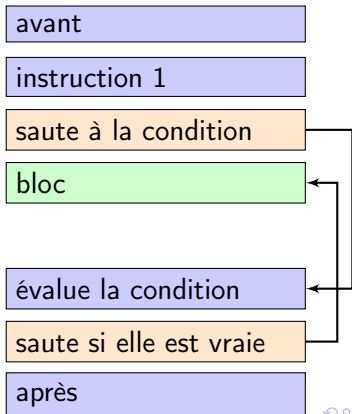 avant
instruction 1
saute à la condition
bloc
évalue la condition
saute si elle est vraie
après